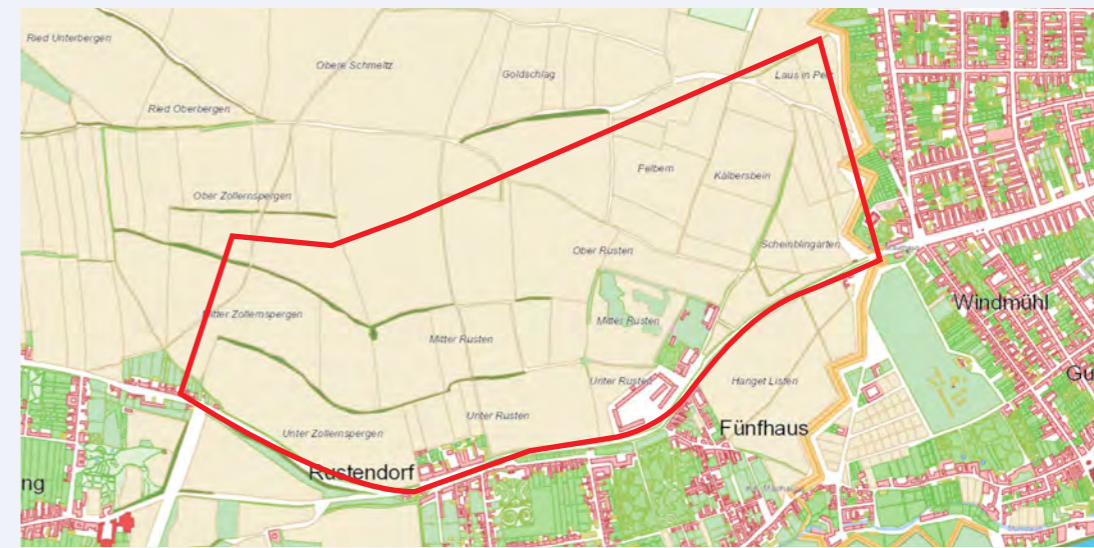 Ried Unterbergen
Obere Schmeltz
Goldschlag
Laus in Pelz
Ried Oberbergen
Felbern
Kälbersbein
Ober Zollernspergen
Ober Rusten
Scheinblingarten
Windmühl
Mitter Zollernspergen
Mitter Rusten
Mitter Rusten
Unter Rusten
Hanget Listen
Gu
Unter Rusten
Fünfhaus
Unter Zollernspergen
Rustendorf
ng